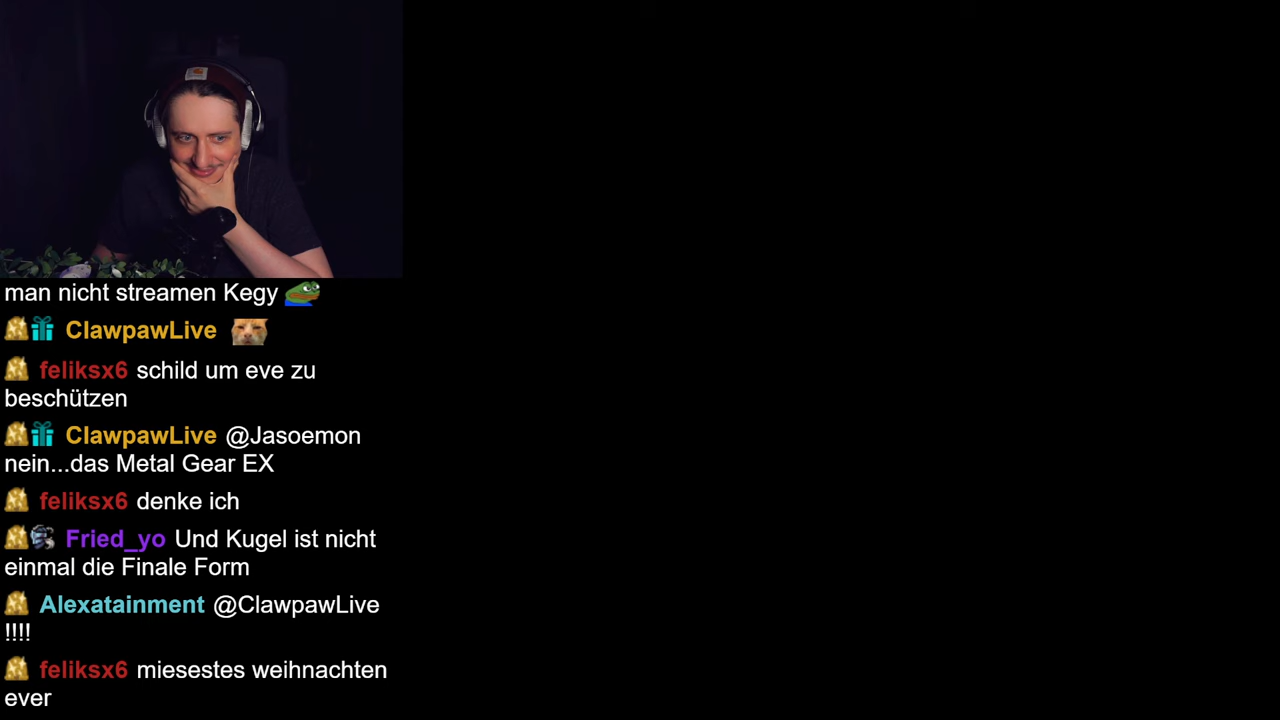 man nicht streamen Kegy
ClawpawLive
feliksx6 schild um eve zu
beschützen
ClawpawLive @Jasoemon
nein...das Metal Gear EX
feliksx6 denke ich
Fried_yo Und Kugel ist nicht
einmal die Finale Form
Alexatainment @ClawpawLive
!!!!
feliksx6 miesestes weihnachten
ever